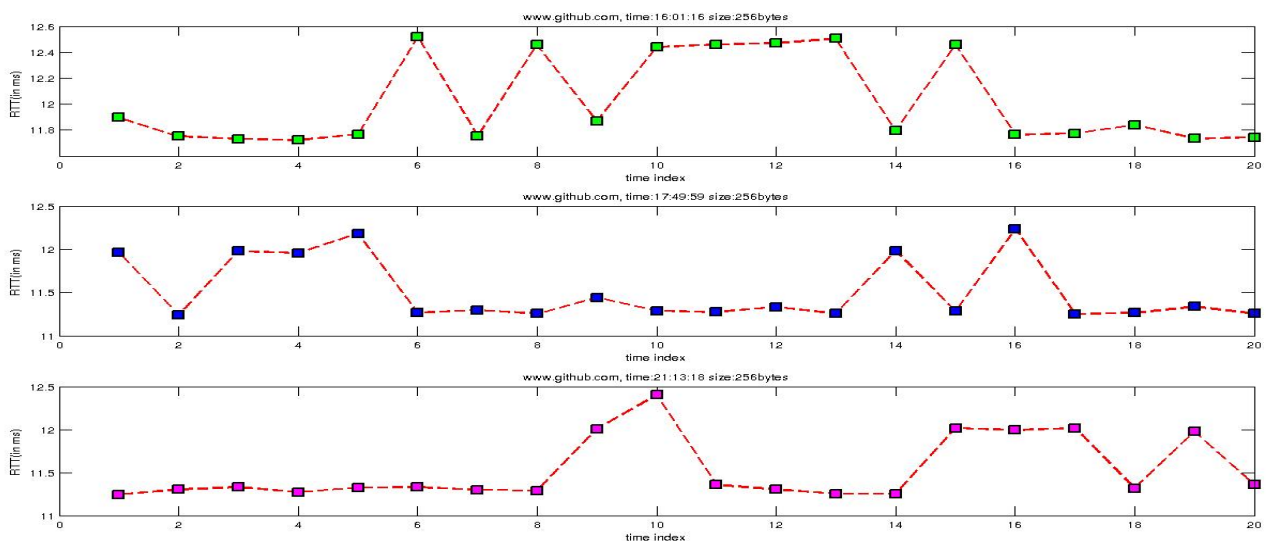 www.github.com, time:16:01:16 size:256bytes
12.6
12.4
12.2
12
11.8
RTT(in ms)
0 2 4 6 8 10 12 14 16 18 20
time index
www.github.com, time:17:49:59 size:256bytes
12.5
12
11.5
11
RTT(in ms)
0 2 4 6 8 10 12 14 16 18 20
time index
www.github.com, time:21:13:18 size:256bytes
12.5
12
11.5
11
RTT(in ms)
0 2 4 6 8 10 12 14 16 18 20
time index